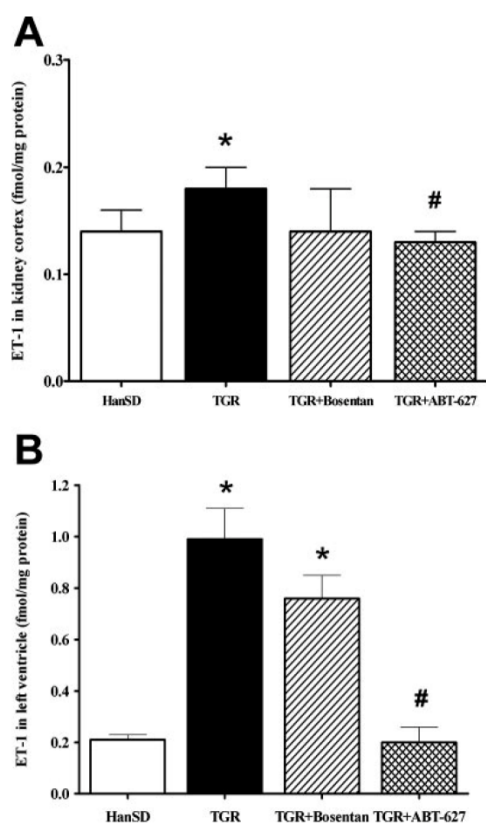 A
ET-1 in kidney cortex (fmol/mg protein)
0.3
0.2
0.1
0.0
*
#
HanSD TGR TGR+Bosentan TGR+ABT-627
B
ET-1 in left ventricle (fmol/mg protein)
1.2
1.0
0.8
0.6
0.4
0.2
0.0
*
*
#
HanSD TGR TGR+Bosentan TGR+ABT-627